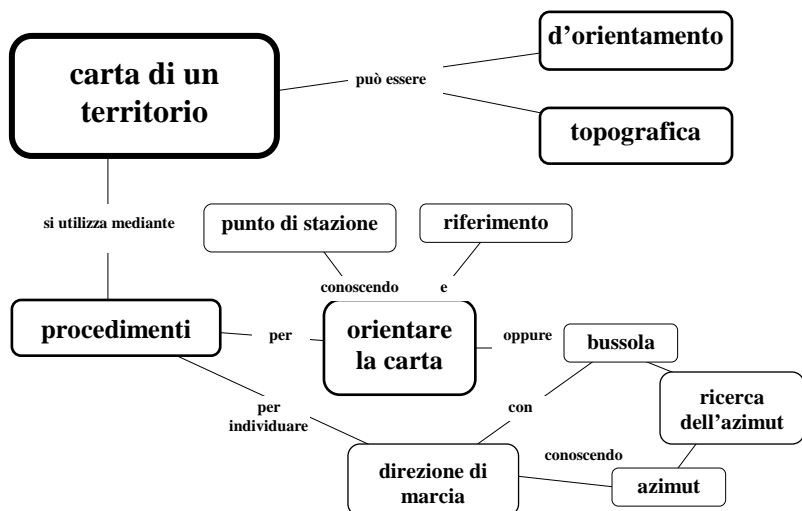 d'orientamento
carta di un
territorio
può essere
topografica
si utilizza mediante
punto di stazione
riferimento
conoscendo
e
procedimenti
per
orientare
la carta
oppure
bussola
ricerca
dell'azimut
per
individuare
con
direzione di
marcia
conoscendo
azimut